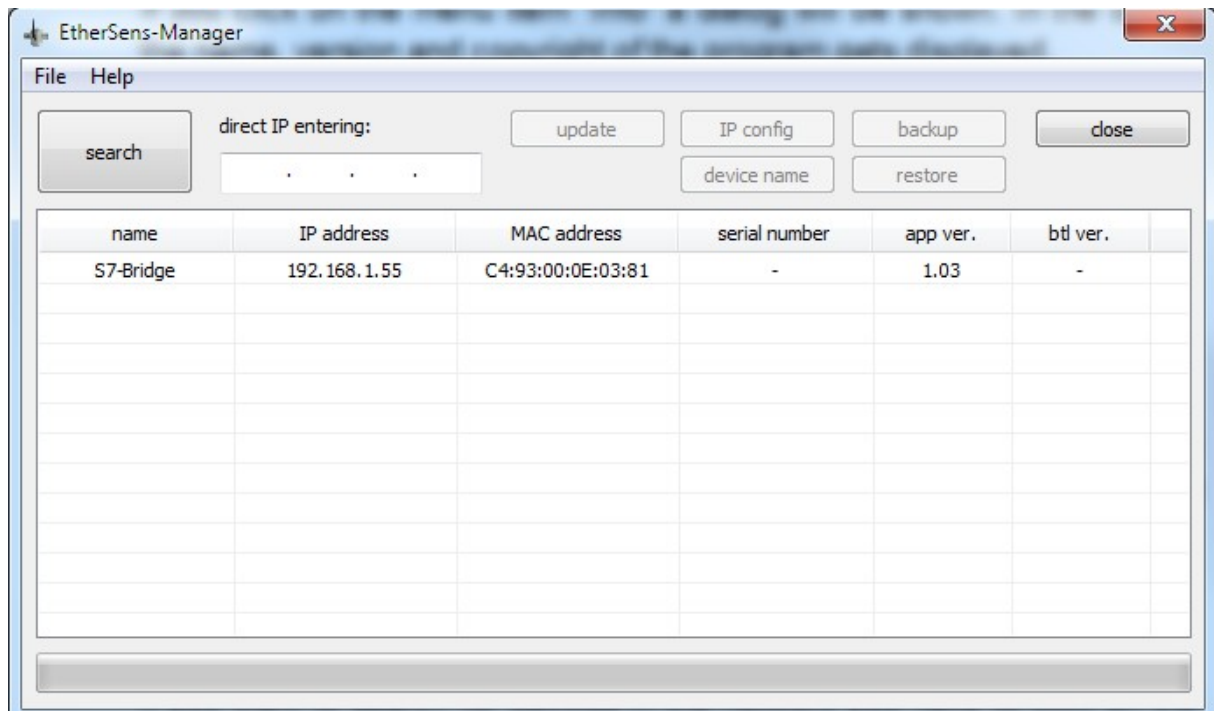 EtherSens-Manager
File Help
search
direct IP entering:
. . .
update IP config backup close
device name restore
name IP address MAC address serial number app ver. btl ver.
S7-Bridge 192.168.1.55 C4:93:00:0E:03:81 - 1.03 -